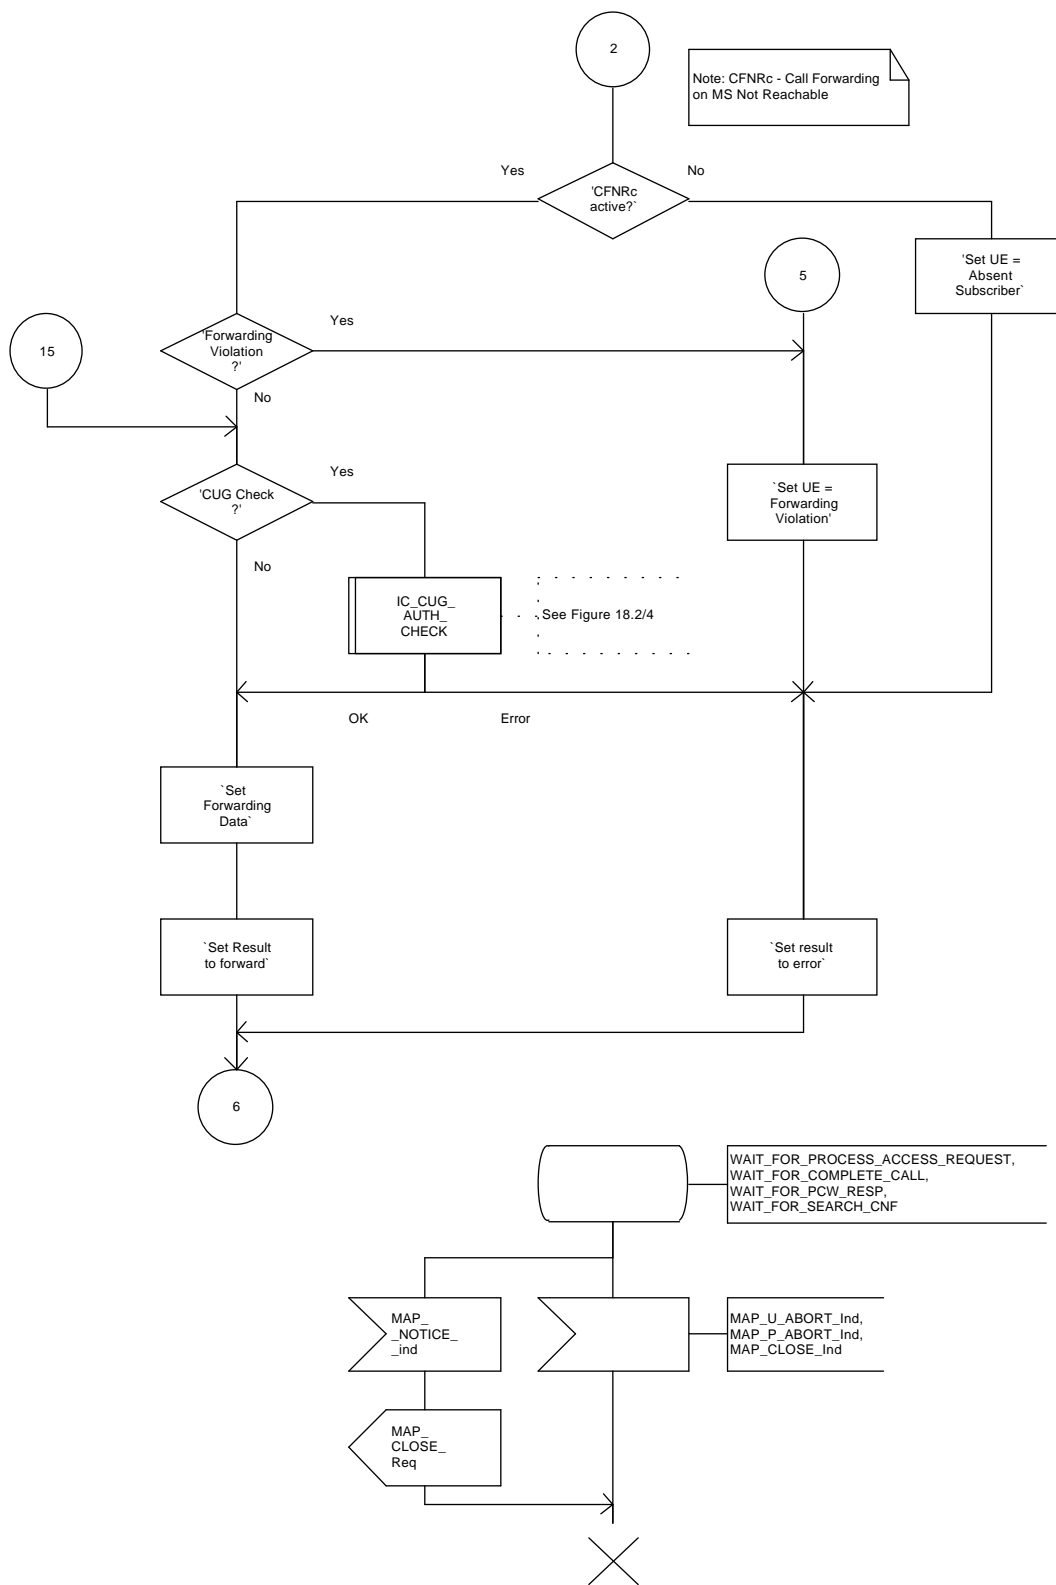 2
Note: CFNRc - Call Forwarding
on MS Not Reachable
Yes
No
'CFNRc
active?`
'Set UE =
Absent
Subscriber`
5
15
'Forwarding
Violation
?'
Yes
No
'CUG Check
?'
Yes
No
`Set UE =
Forwarding
Violation'
IC_CUG_
AUTH_
CHECK
See Figure 18.2/4
OK
Error
`Set
Forwarding
Data`
`Set Result
to forward`
`Set result
to error`
6
WAIT_FOR_PROCESS_ACCESS_REQUEST,
WAIT_FOR_COMPLETE_CALL,
WAIT_FOR_PCW_RESP,
WAIT_FOR_SEARCH_CNF
MAP_
_NOTICE_
_ind
MAP_U_ABORT_Ind,
MAP_P_ABORT_Ind,
MAP_CLOSE_Ind
MAP_
CLOSE_
Req